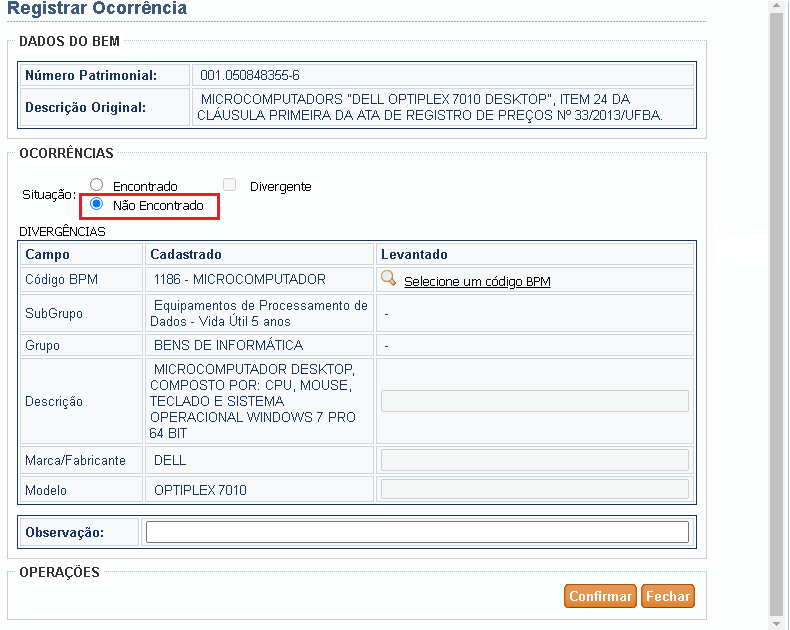 Registrar Ocorrência
DADOS DO BEM
Número Patrimonial: 001.050848355-6
Descrição Original: MICROCOMPUTADORS "DELL OPTIPLEX 7010 DESKTOP", ITEM 24 DA
CLÁUSULA PRIMEIRA DA ATA DE REGISTRO DE PREÇOS Nº 33/2013/UFBA.
OCORRÊNCIAS
Situação: Encontrado Divergente
Não Encontrado
DIVERGÊNCIAS
Campo Cadastrado Levantado
Código BPM 1186 - MICROCOMPUTADOR Selecione um código BPM
SubGrupo Equipamentos de Processamento de
Dados - Vida Útil 5 anos -
Grupo BENS DE INFORMÁTICA -
Descrição MICROCOMPUTADOR DESKTOP,
COMPOSTO POR: CPU, MOUSE,
TECLADO E SISTEMA
OPERACIONAL WINDOWS 7 PRO
64 BIT
Marca/Fabricante DELL
Modelo OPTIPLEX 7010
Observação:
OPERAÇÕES
Confirmar Fechar